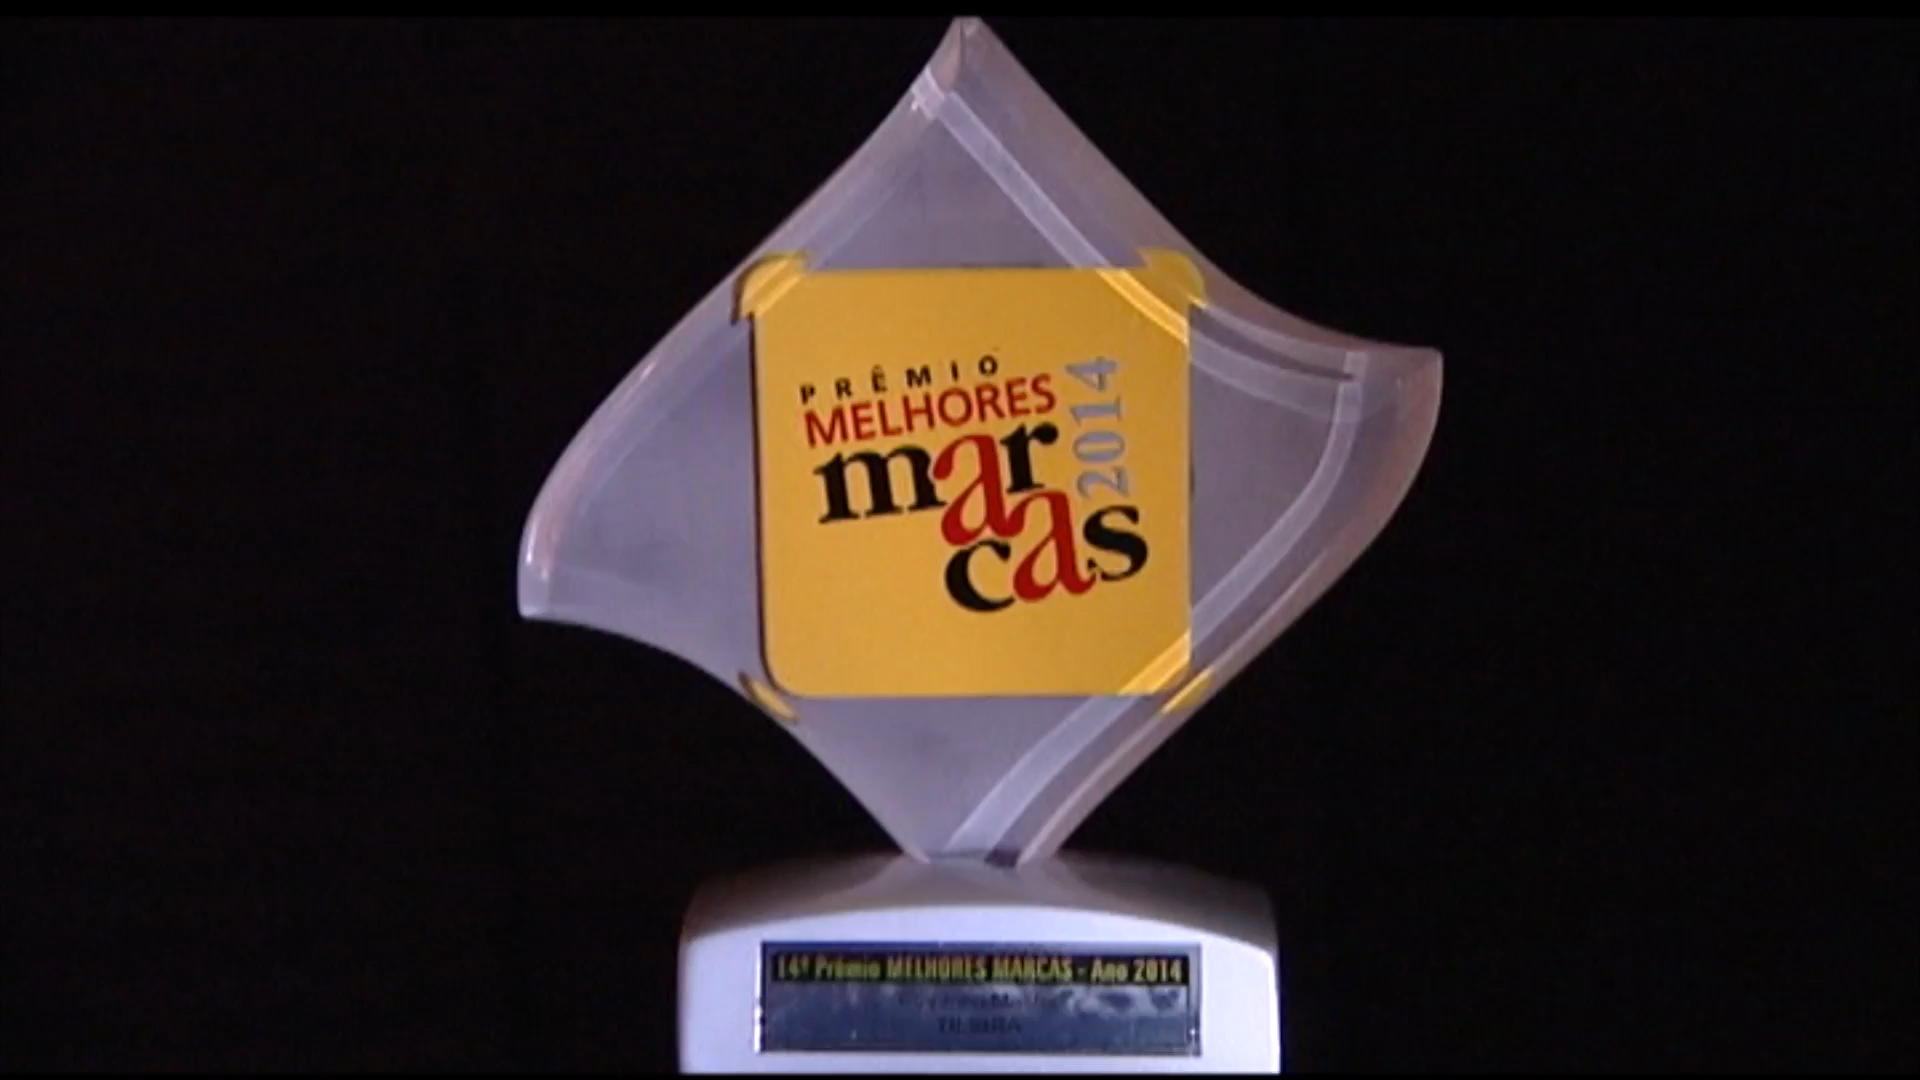 PRÊMIO
MELHORES
marcas
2014
14º Prêmio MELHORES MARCAS - Ano 2014